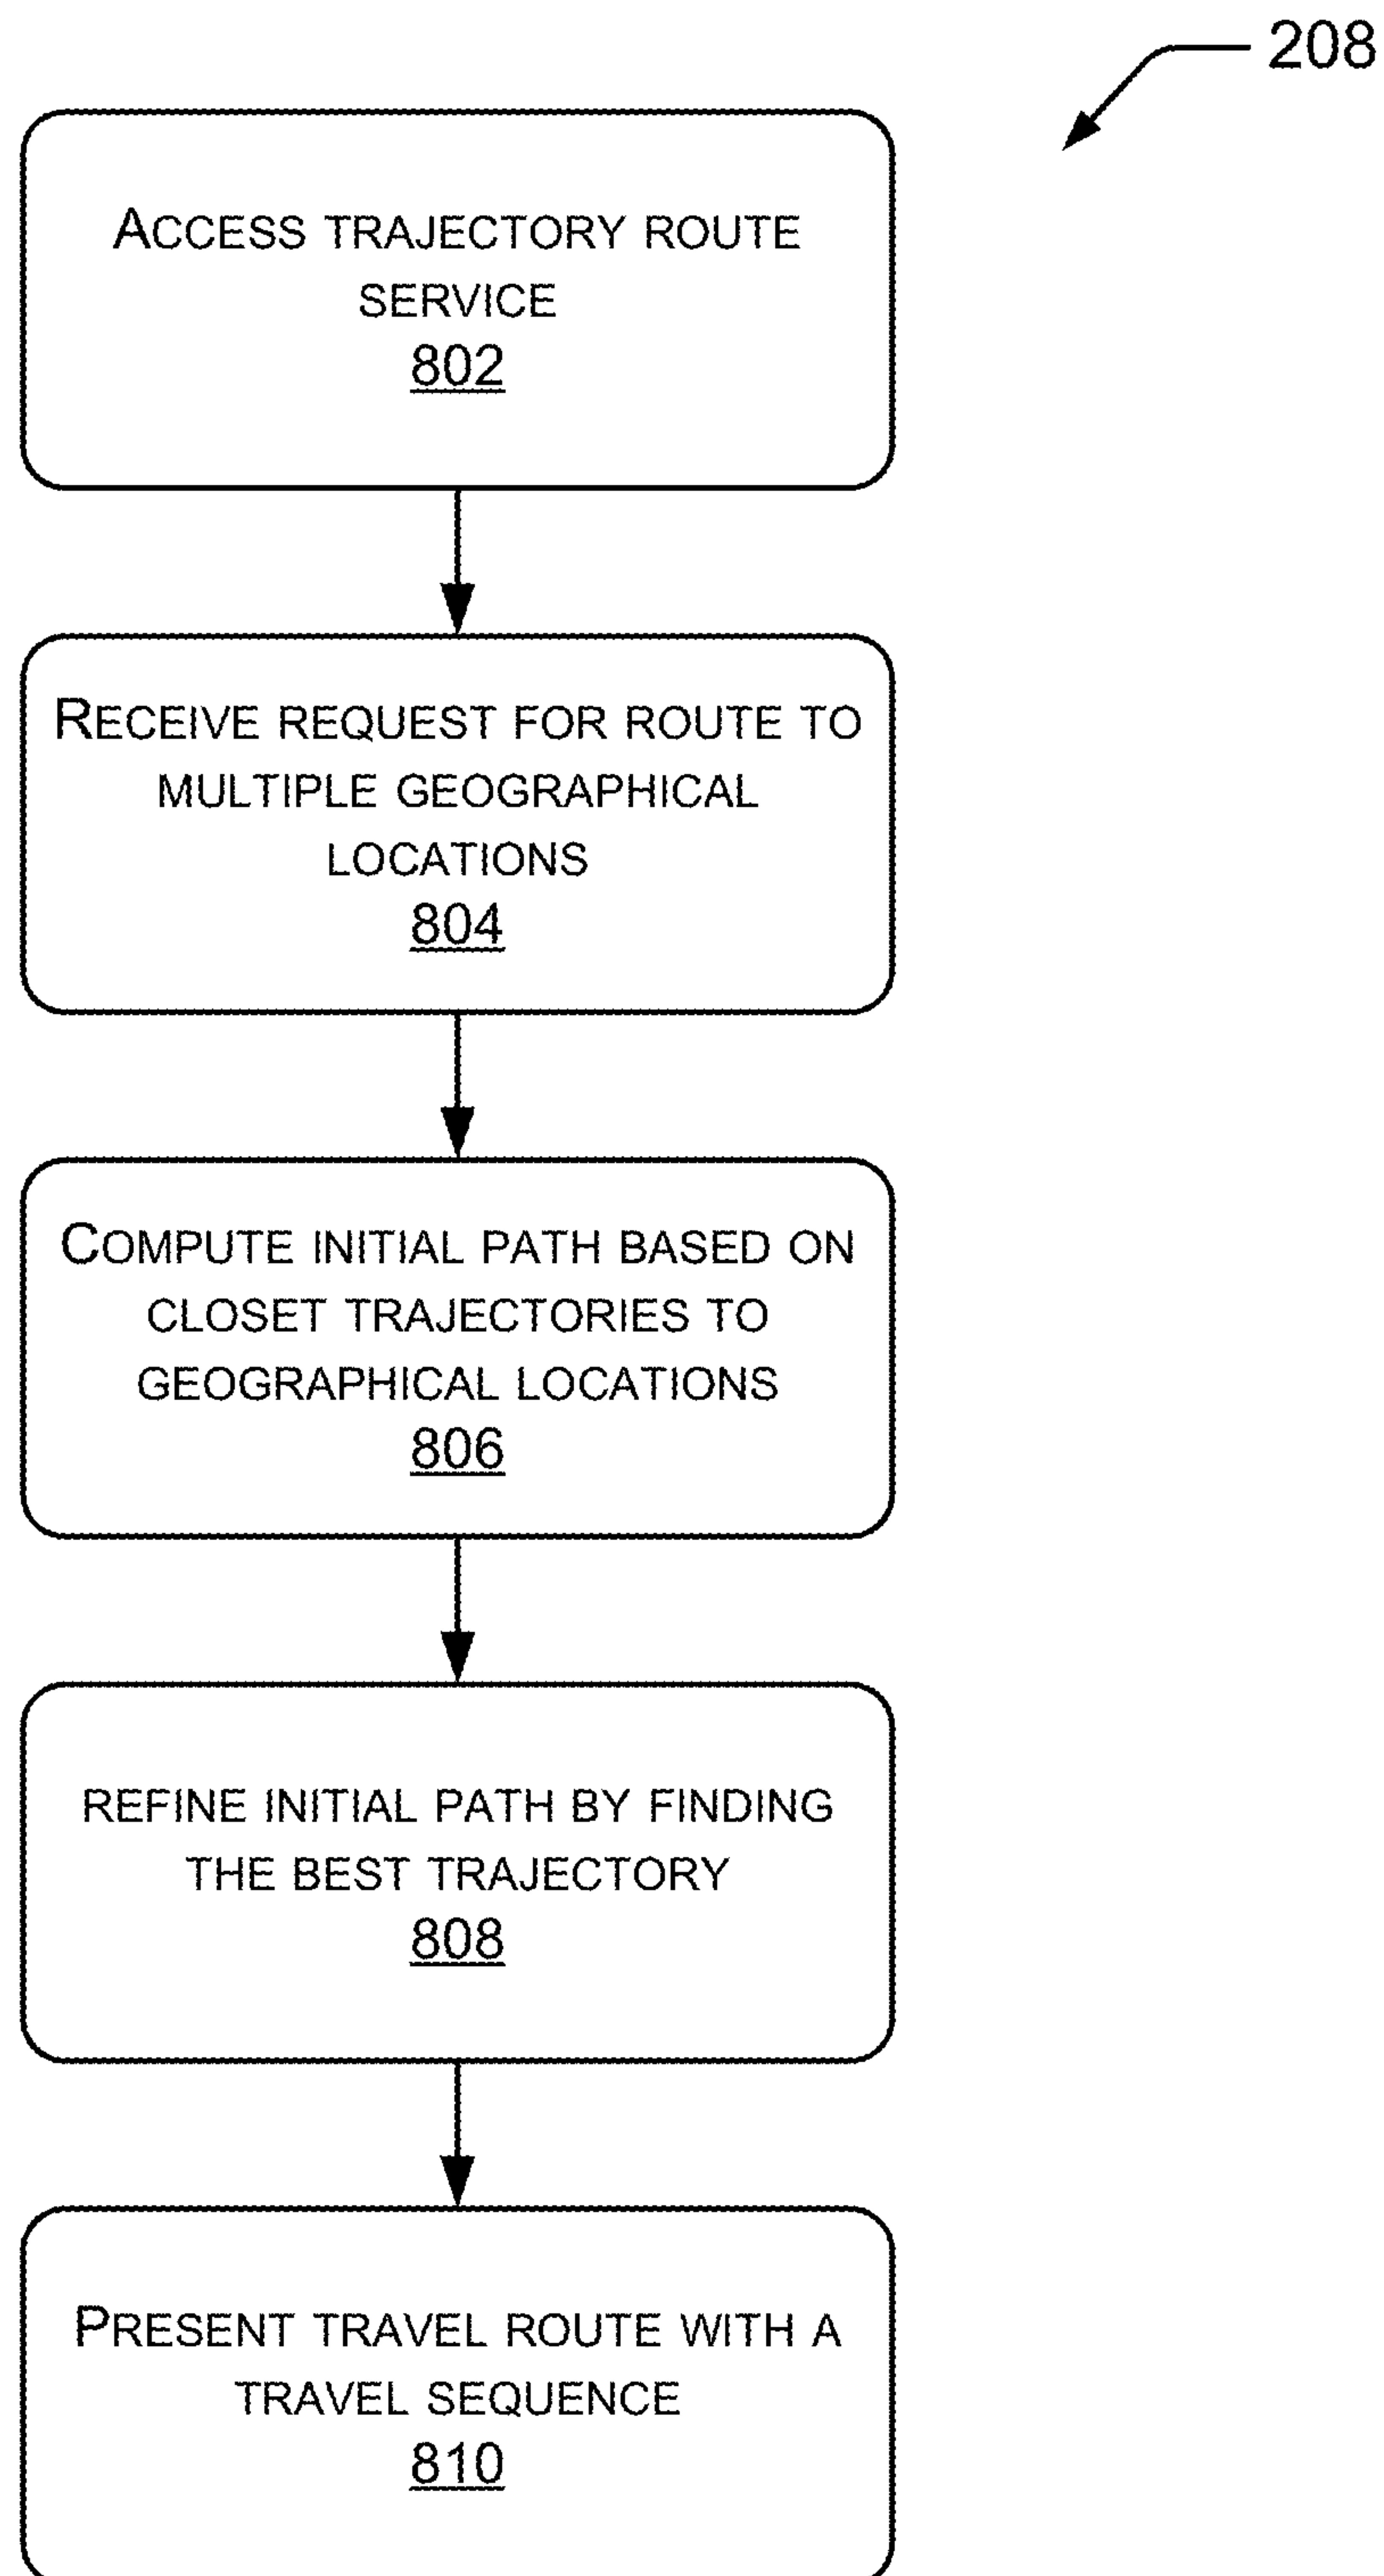 208
ACCESS TRAJECTORY ROUTE
SERVICE
802
RECEIVE REQUEST FOR ROUTE TO
MULTIPLE GEOGRAPHICAL
LOCATIONS
804
COMPUTE INITIAL PATH BASED ON
CLOSET TRAJECTORIES TO
GEOGRAPHICAL LOCATIONS
806
REFINE INITIAL PATH BY FINDING
THE BEST TRAJECTORY
808
PRESENT TRAVEL ROUTE WITH A
TRAVEL SEQUENCE
810